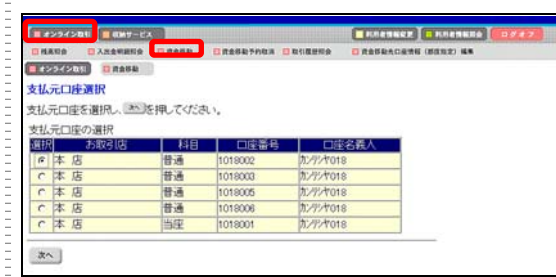 オンライン取引 収納サービス 利用者情報変更 利用者情報照会 ログオフ
残高照会 入出金明細照会 資金移動 資金移動予約取消 取引履歴照会 資金移動先口座情報（都度指定）編集
オンライン取引 資金移動
支払元口座選択
支払元口座を選択し、次へを押してください。
支払元口座の選択
選択 お取引店 科目 口座番号 口座名義人
本 店 普通 1018002 カンゲンヤ018
本 店 普通 1018003 カンゲンヤ018
本 店 普通 1018005 カンゲンヤ018
本 店 普通 1018006 カンゲンヤ018
本 店 当座 1018001 カンゲンヤ018
次へ